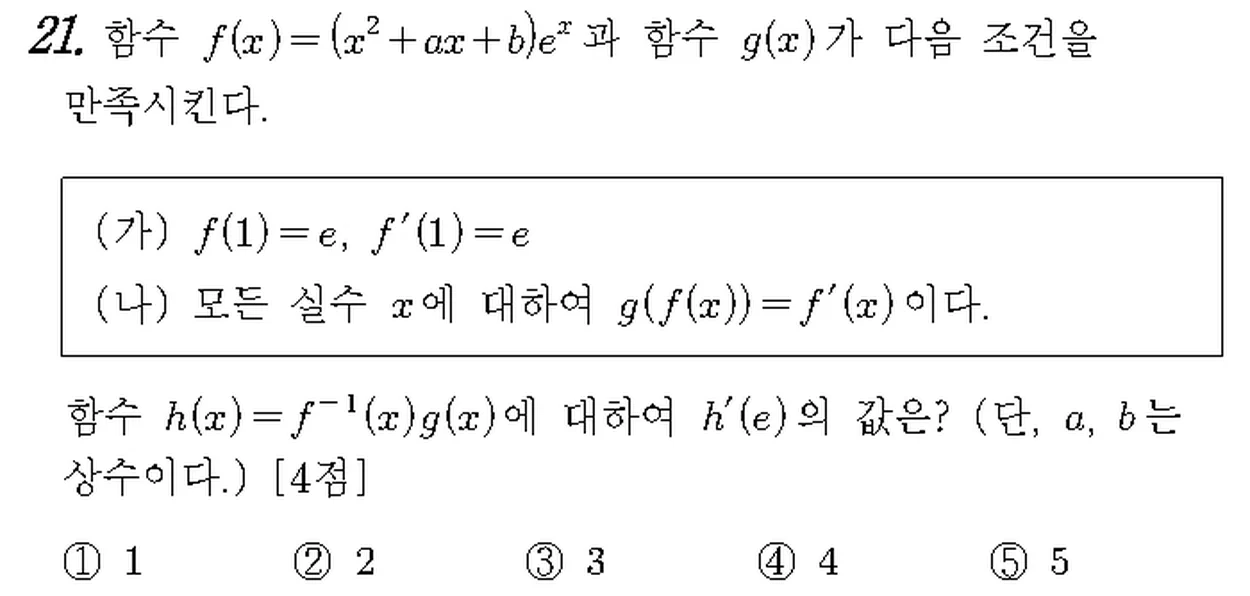 21. 함수 f(x)=(x²+ax+b)eˣ과 함수 g(x)가 다음 조건을
만족시킨다.
(가) f(1)=e, f′(1)=e
(나) 모든 실수 x에 대하여 g(f(x))=f′(x)이다.
함수 h(x)=f⁻¹(x)g(x)에 대하여 h′(e)의 값은? (단, a, b는
상수이다.) [4점]
① 1 ② 2 ③ 3 ④ 4 ⑤ 5